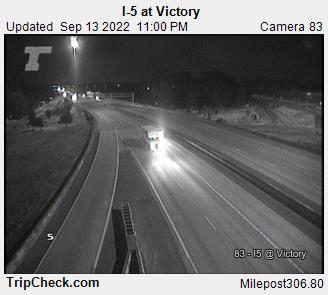 I-5 at Victory
Updated Sep 13 2022 11:00 PM Camera 83
T
S
83 - I5 @ Victory
TripCheck.com Milepost306.80